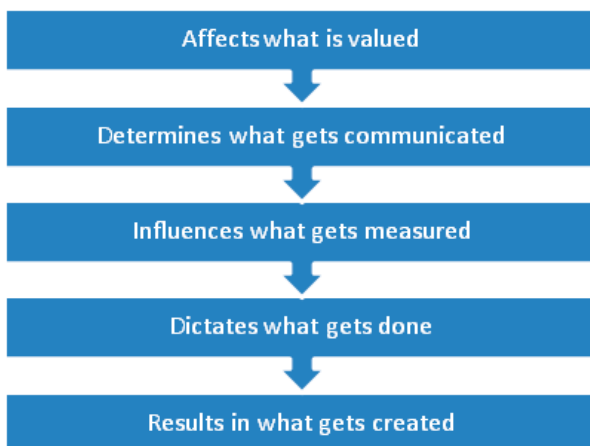 Affects what is valued
Determines what gets communicated
Influences what gets measured
Dictates what gets done
Results in what gets created